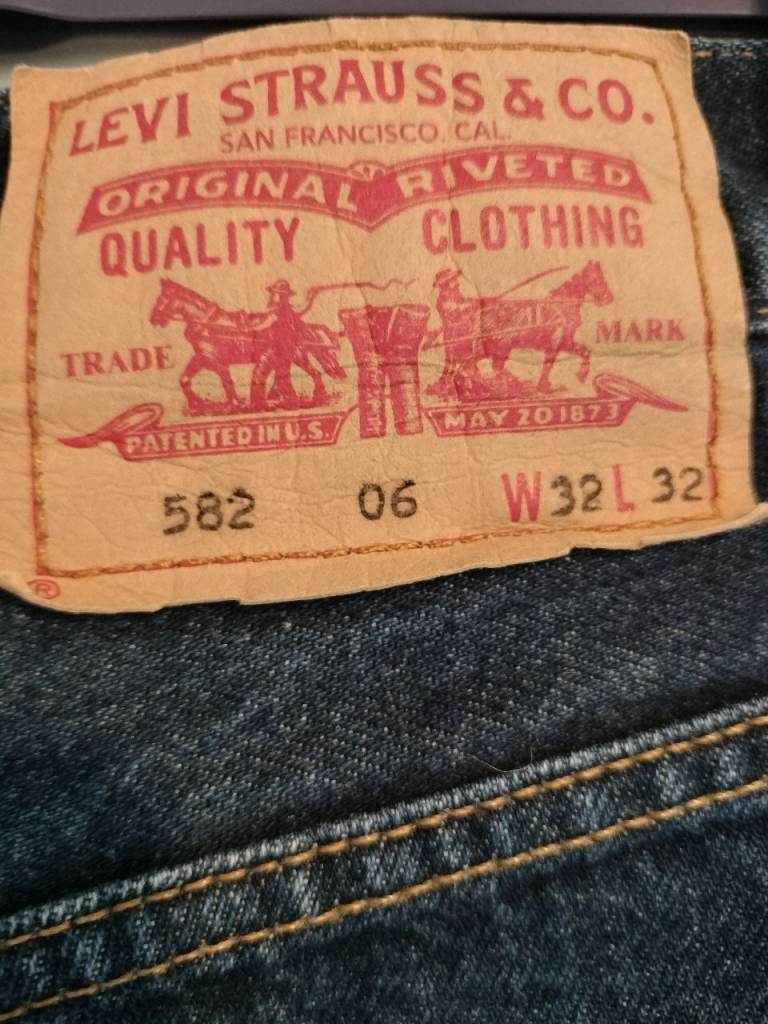 LEVI STRAUSS & CO.
SAN FRANCISCO, CAL.
ORIGINAL RIVETED
QUALITY CLOTHING
TRADE MARK
PATENTED IN U.S. MAY 20 1873
582 06 W32 L 32
®